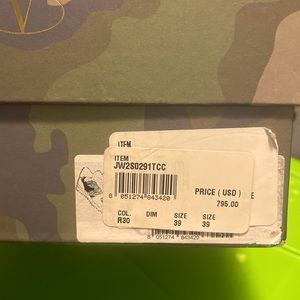 ITEM
ITEM
JW2S0291TCC
8 051274 843420
PRICE ( USD )
795.00
E
COL.
DIM
SIZE
SIZE
R30
39
39
8 051274 843420